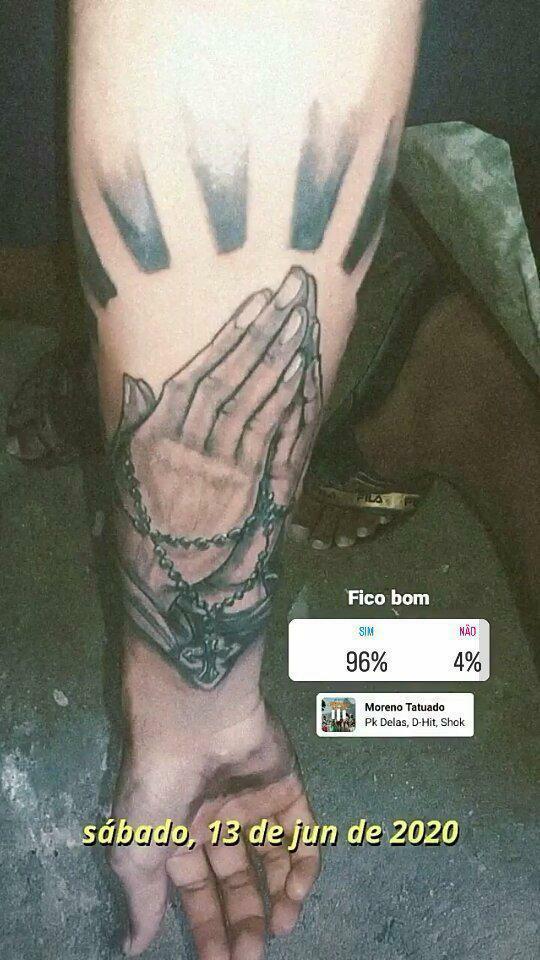 FILA
Fico bom
SIM NÃO
96% 4%
Moreno Tatuado
Pk Delas, D-Hit, Shok
sábado, 13 de jun de 2020